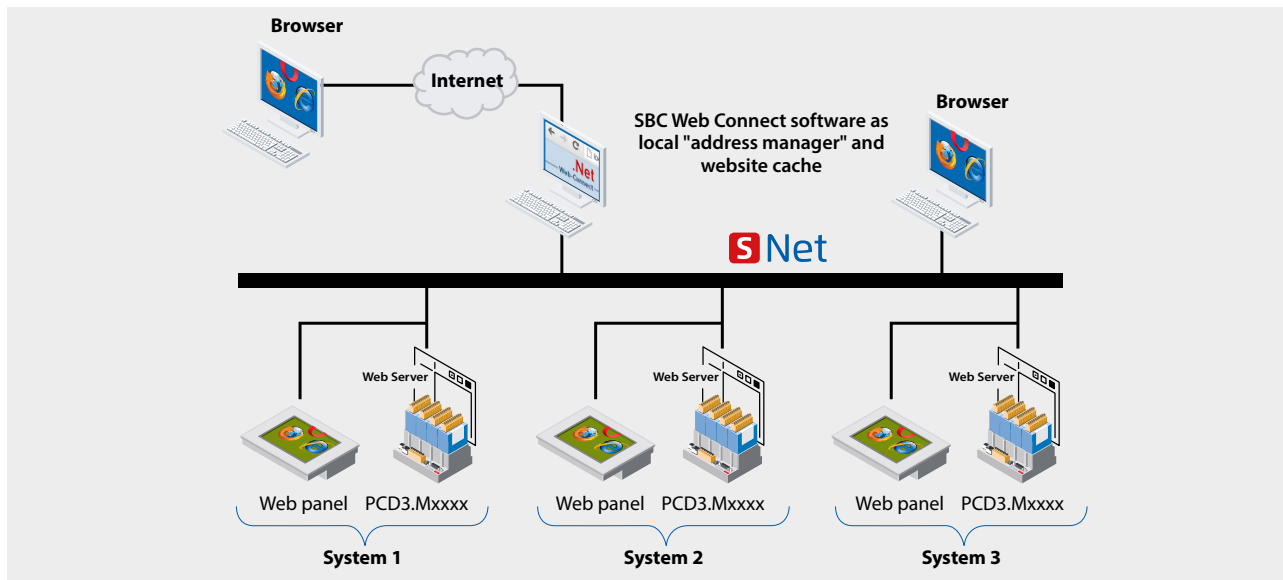 Browser
Internet
SBC Web Connect software as
local "address manager" and
website cache
Browser
.Net
Web-Connect
S Net
Web Server
Web Server
Web Server
Web panel PCD3.Mxxxx
Web panel PCD3.Mxxxx
Web panel PCD3.Mxxxx
System 1
System 2
System 3